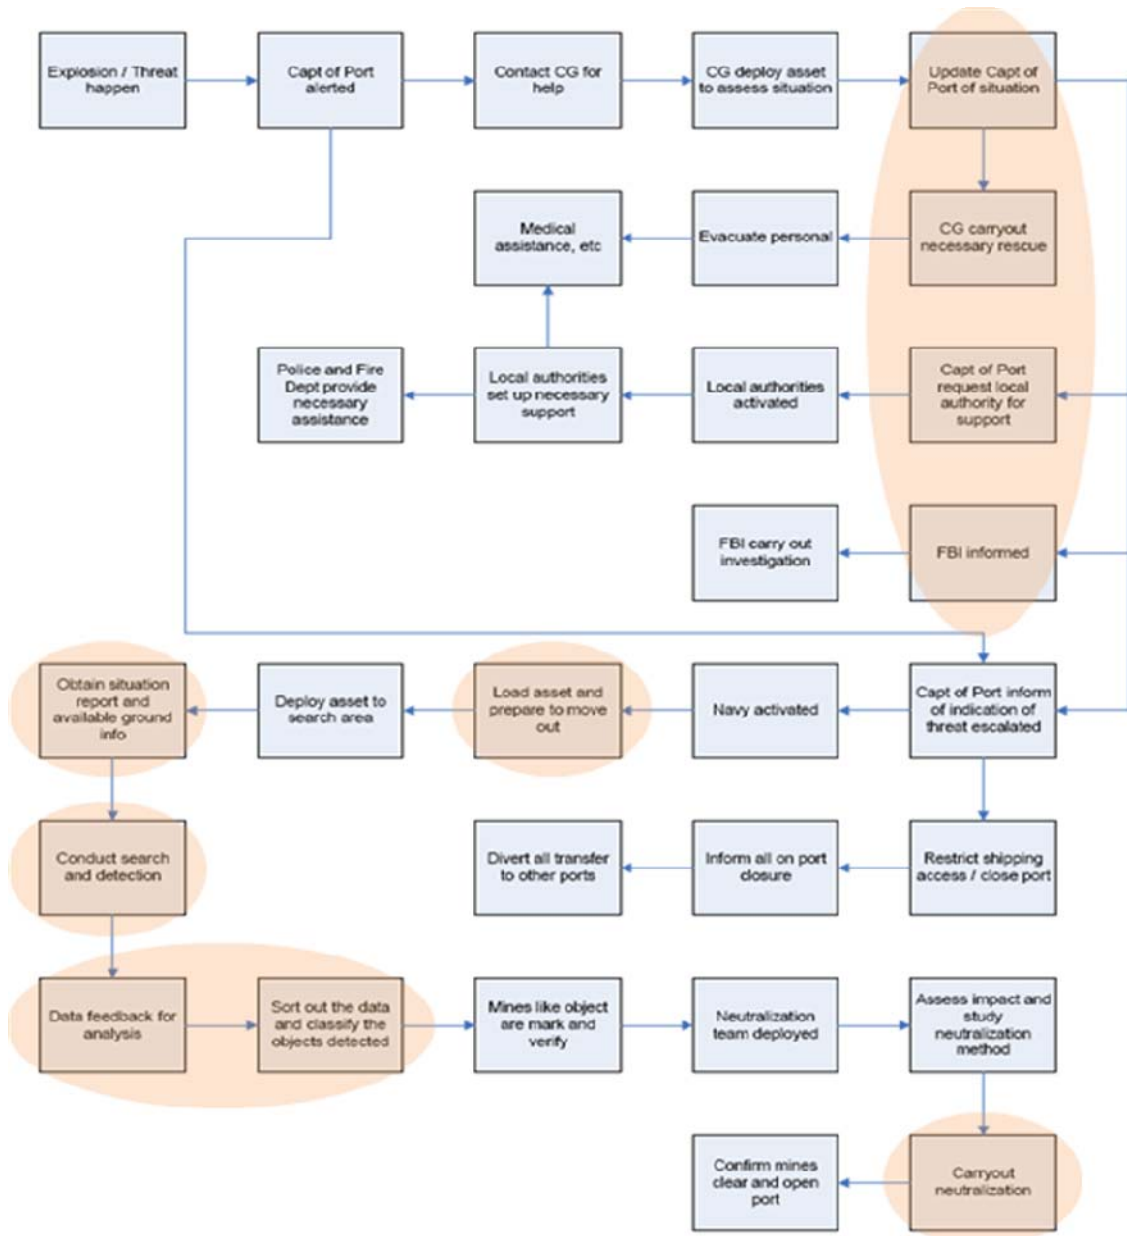 Explosion / Threat
happen
Capt of Port
alerted
Contact CG for
help
CG deploy asset
to assess situation
Update Capt of
Port of situation
Medical
assistance, etc
Evacuate personal
CG carryout
necessary rescue
Police and Fire
Dept provide
necessary
assistance
Local authorities
set up necessary
support
Local authorities
activated
Capt of Port
request local
authority for
support
FBI carry out
investigation
FBI informed
Obtain situation
report and
available ground
info
Deploy asset to
search area
Load asset and
prepare to move
out
Navy activated
Capt of Port inform
of indication of
threat escalated
Conduct search
and detection
Divert all transfer
to other ports
Inform all on port
closure
Restrict shipping
access / close port
Data feedback for
analysis
Sort out the data
and classify the
objects detected
Mines like object
are mark and
verify
Neutralization
team deployed
Assess impact and
study
neutralization
method
Confirm mines
clear and open
port
Carryout
neutralization